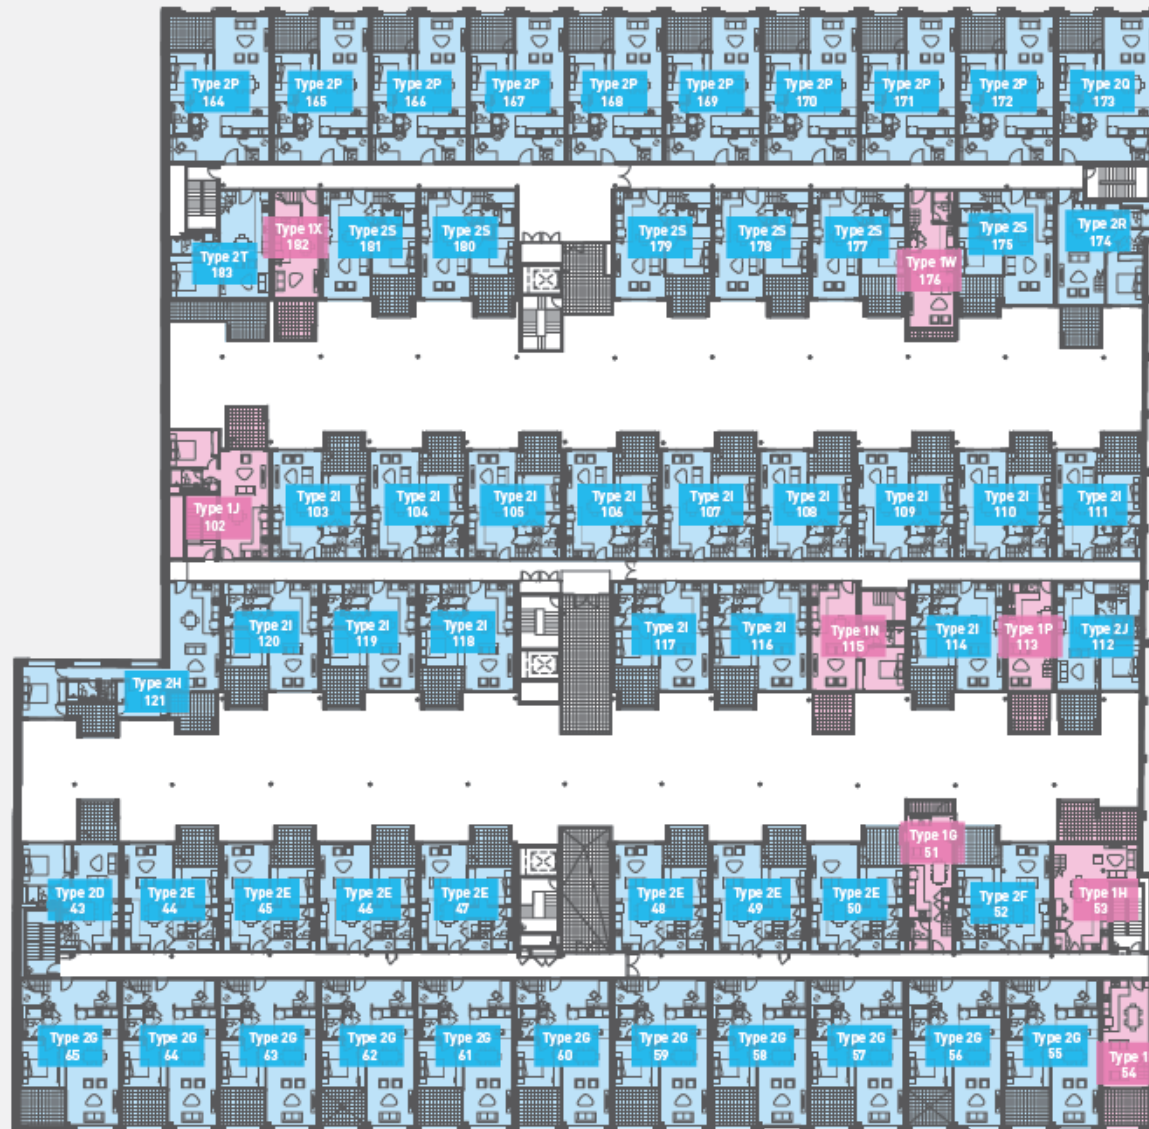 Type 2P
164
Type 2P
165
Type 2P
166
Type 2P
167
Type 2P
168
Type 2P
169
Type 2P
170
Type 2P
171
Type 2P
172
Type 2Q
173
Type 2T
183
Type 1X
182
Type 2S
181
Type 2S
180
Type 2S
179
Type 2S
178
Type 2S
177
Type 1W
176
Type 2S
175
Type 2R
174
Type 1J
102
Type 2I
103
Type 2I
104
Type 2I
105
Type 2I
106
Type 2I
107
Type 2I
108
Type 2I
109
Type 2I
110
Type 2I
111
Type 2H
121
Type 2I
120
Type 2I
119
Type 2I
118
Type 2I
117
Type 2I
116
Type 1N
115
Type 2I
114
Type 1P
113
Type 2J
112
Type 2D
43
Type 2E
44
Type 2E
45
Type 2E
46
Type 2E
47
Type 2E
48
Type 2E
49
Type 2E
50
Type 1G
51
Type 2F
52
Type 1H
53
Type 2G
65
Type 2G
64
Type 2G
63
Type 2G
62
Type 2G
61
Type 2G
60
Type 2G
59
Type 2G
58
Type 2G
57
Type 2G
56
Type 2G
55
Type 1
54